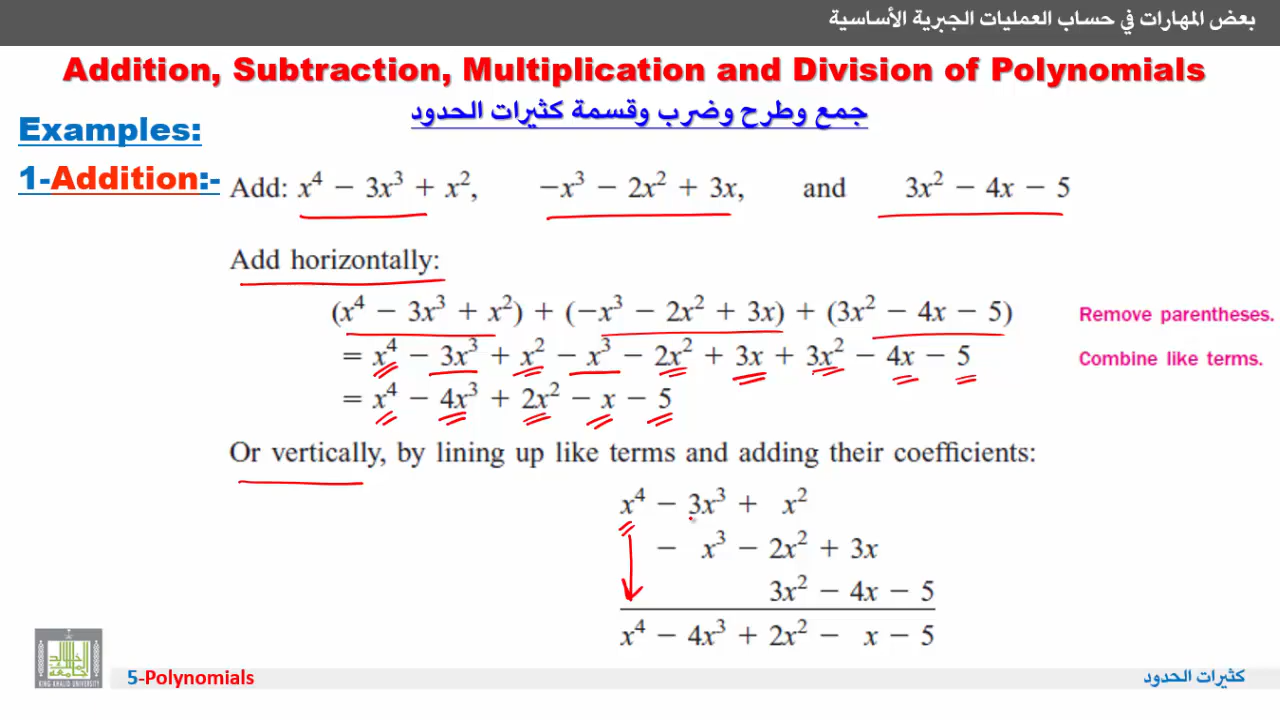 بعض المهارات في حساب العمليات الجبرية الأساسية
Addition, Subtraction, Multiplication and Division of Polynomials
جمع وطرح وضرب وقسمة كثيرات الحدود
Examples:
1-Addition:- Add: x⁴ − 3x³ + x², −x³ − 2x² + 3x, and 3x² − 4x − 5
Add horizontally:
(x⁴ − 3x³ + x²) + (−x³ − 2x² + 3x) + (3x² − 4x − 5) Remove parentheses.
= x⁴ − 3x³ + x² − x³ − 2x² + 3x + 3x² − 4x − 5 Combine like terms.
= x⁴ − 4x³ + 2x² − x − 5
Or vertically, by lining up like terms and adding their coefficients:
x⁴ − 3x³ + x²
− x³ − 2x² + 3x
3x² − 4x − 5
x⁴ − 4x³ + 2x² − x − 5
KING KHALID UNIVERSITY
5-Polynomials
كثيرات الحدود